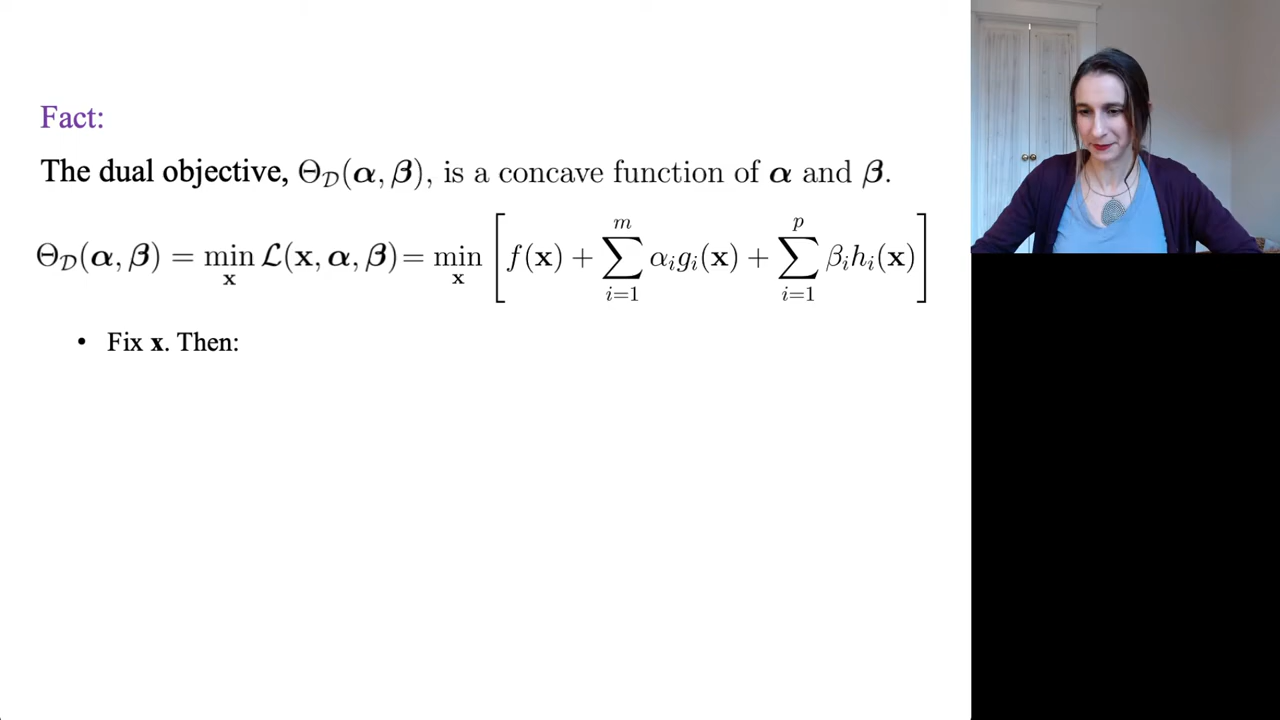 Fact:
The dual objective, Θ_𝒟(𝜶, 𝜷), is a concave function of 𝜶 and 𝜷.
Θ_𝒟(𝜶, 𝜷) = min_𝐱 𝓛(𝐱, 𝜶, 𝜷) = min_𝐱 [ f(𝐱) + ∑_{i=1}^{m} α_i g_i(𝐱) + ∑_{i=1}^{p} β_i h_i(𝐱) ]
• Fix 𝐱. Then: